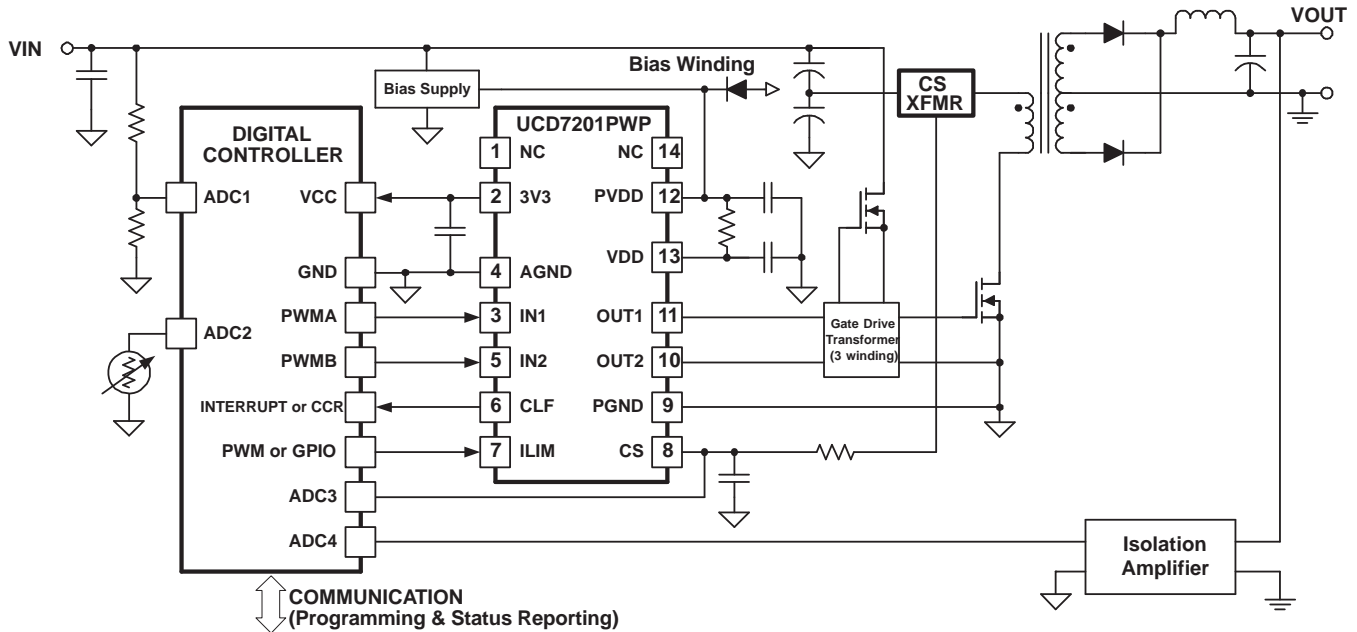 VIN
VOUT
Bias Winding
Bias Supply
CS
XFMR
UCD7201PWP
DIGITAL
CONTROLLER
1 NC
NC 14
ADC1
VCC
2 3V3
PVDD 12
VDD 13
GND
4 AGND
ADC2
PWMA
3 IN1
OUT1 11
Gate Drive
Transformer
(3 winding)
PWMB
5 IN2
OUT2 10
INTERRUPT or CCR
6 CLF
PGND 9
PWM or GPIO
7 ILIM
CS 8
ADC3
ADC4
Isolation
Amplifier
COMMUNICATION
(Programming & Status Reporting)